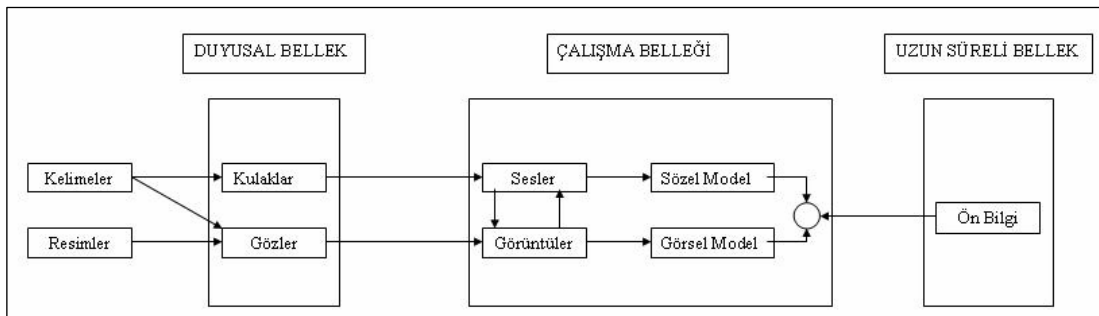 DUYUSAL BELLEK
ÇALIŞMA BELLEĞİ
UZUN SÜRELİ BELLEK
Kelimeler
Kulaklar
Sesler
Sözel Model
Ön Bilgi
Resimler
Gözler
Görüntüler
Görsel Model